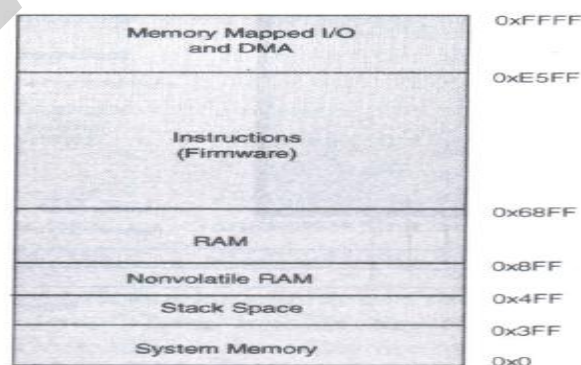 Memory Mapped I/O
and DMA
0xFFFF
0xE5FF
Instructions
(Firmware)
0x68FF
RAM
0x8FF
Nonvolatile RAM
0x4FF
Stack Space
0x3FF
System Memory
0x0